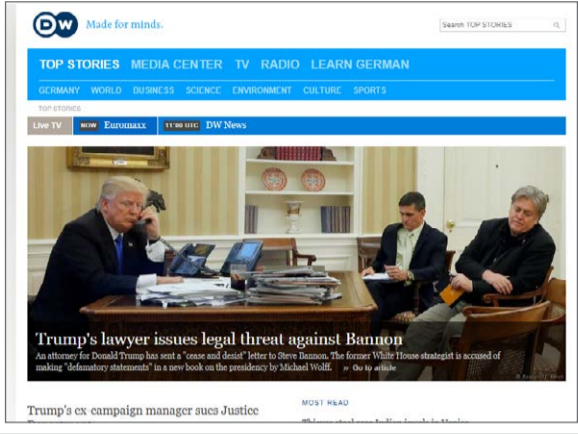 DW Made for minds.
Search TOP STORIES
TOP STORIES MEDIA CENTER TV RADIO LEARN GERMAN
GERMANY WORLD BUSINESS SCIENCE ENVIRONMENT CULTURE SPORTS
TOP STORIES
Live TV NOW Euromaxx 11:00 UTC DW News
Trump's lawyer issues legal threat against Bannon
An attorney for Donald Trump has sent a "cease and desist" letter to Steve Bannon. The former White House strategist is accused of
making "defamatory statements" in a new book on the presidency by Michael Wolff. » Go to article
Trump's ex-campaign manager sues Justice
MOST READ